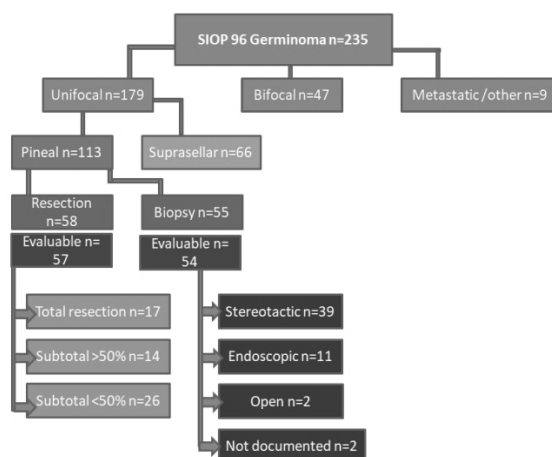 SIOP 96 Germinoma n=235
Unifocal n=179
Bifocal n=47
Metastatic /other n=9
Pineal n=113
Suprasellar n=66
Resection
n=58
Biopsy n=55
Evaluable n=
57
Evaluable n=
54
Total resection n=17
Subtotal >50% n=14
Subtotal <50% n=26
Stereotactic n=39
Endoscopic n=11
Open n=2
Not documented n=2